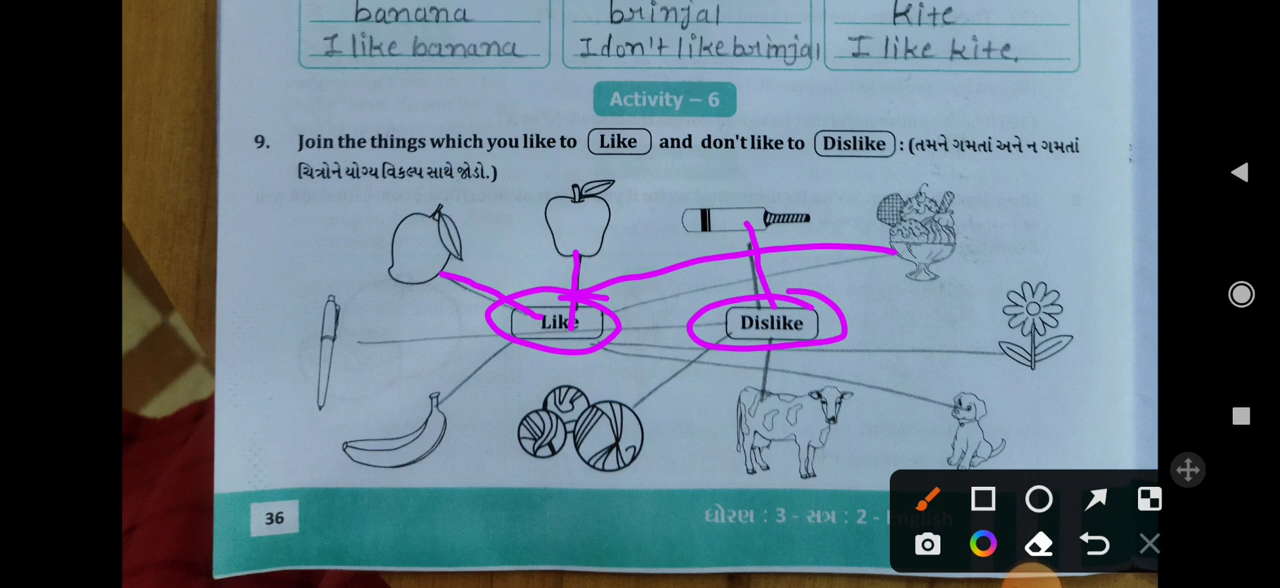 banana
brinjal
kite
I like banana
I don't like brinjal
I like kite.
Activity – 6
9. Join the things which you like to Like and don't like to Dislike : (તમને ગમતાં અને ન ગમતાં
ચિત્રોને યોગ્ય વિકલ્પ સાથે જોડો.)
Like
Dislike
36
ધોરણ : 3 - સત્ર : 2 - English